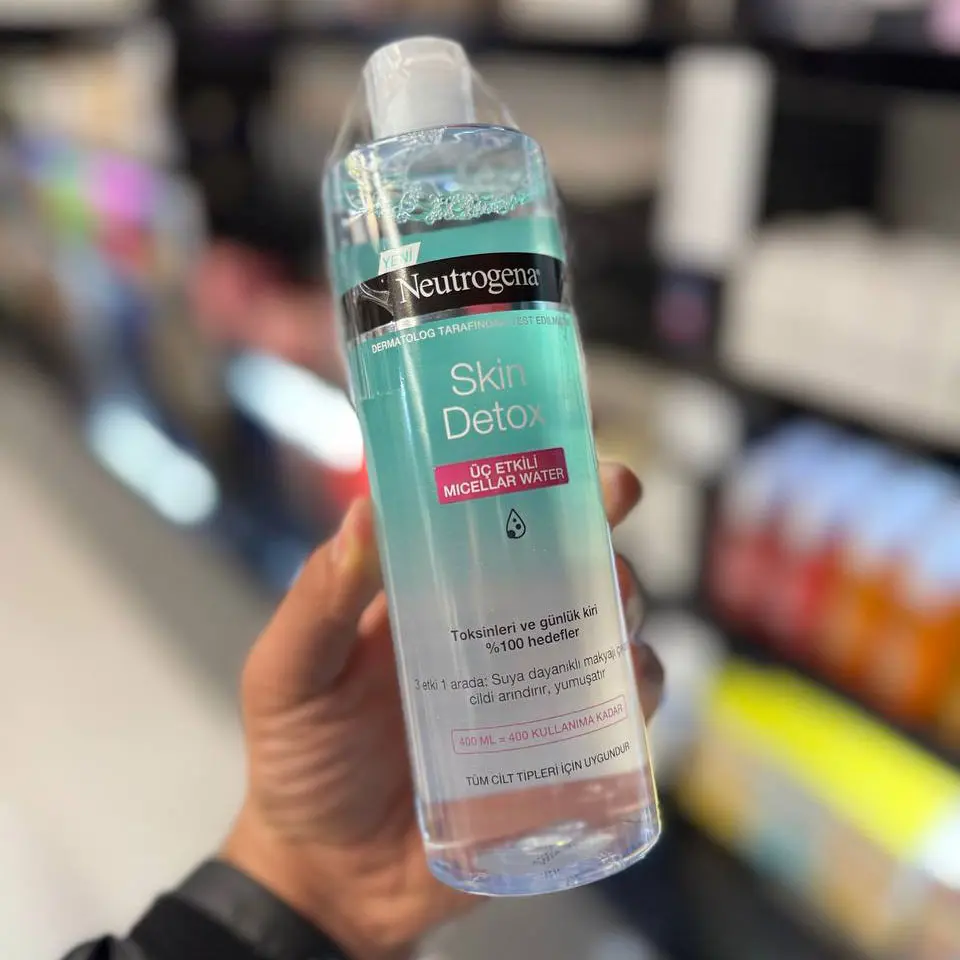 YENİ
Neutrogena®
DERMATOLOG TARAFINDAN TEST EDİLMİŞTİR
Skin
Detox
ÜÇ ETKİLİ
MICELLAR WATER
Toksinleri ve günlük kiri
%100 hedefler
3 etki 1 arada: Suya dayanıklı makyajı
cildi arındırır, yumuşatır
400 ML = 400 KULLANIMA KADAR
TÜM CİLT TİPLERİ İÇİN UYGUNDUR